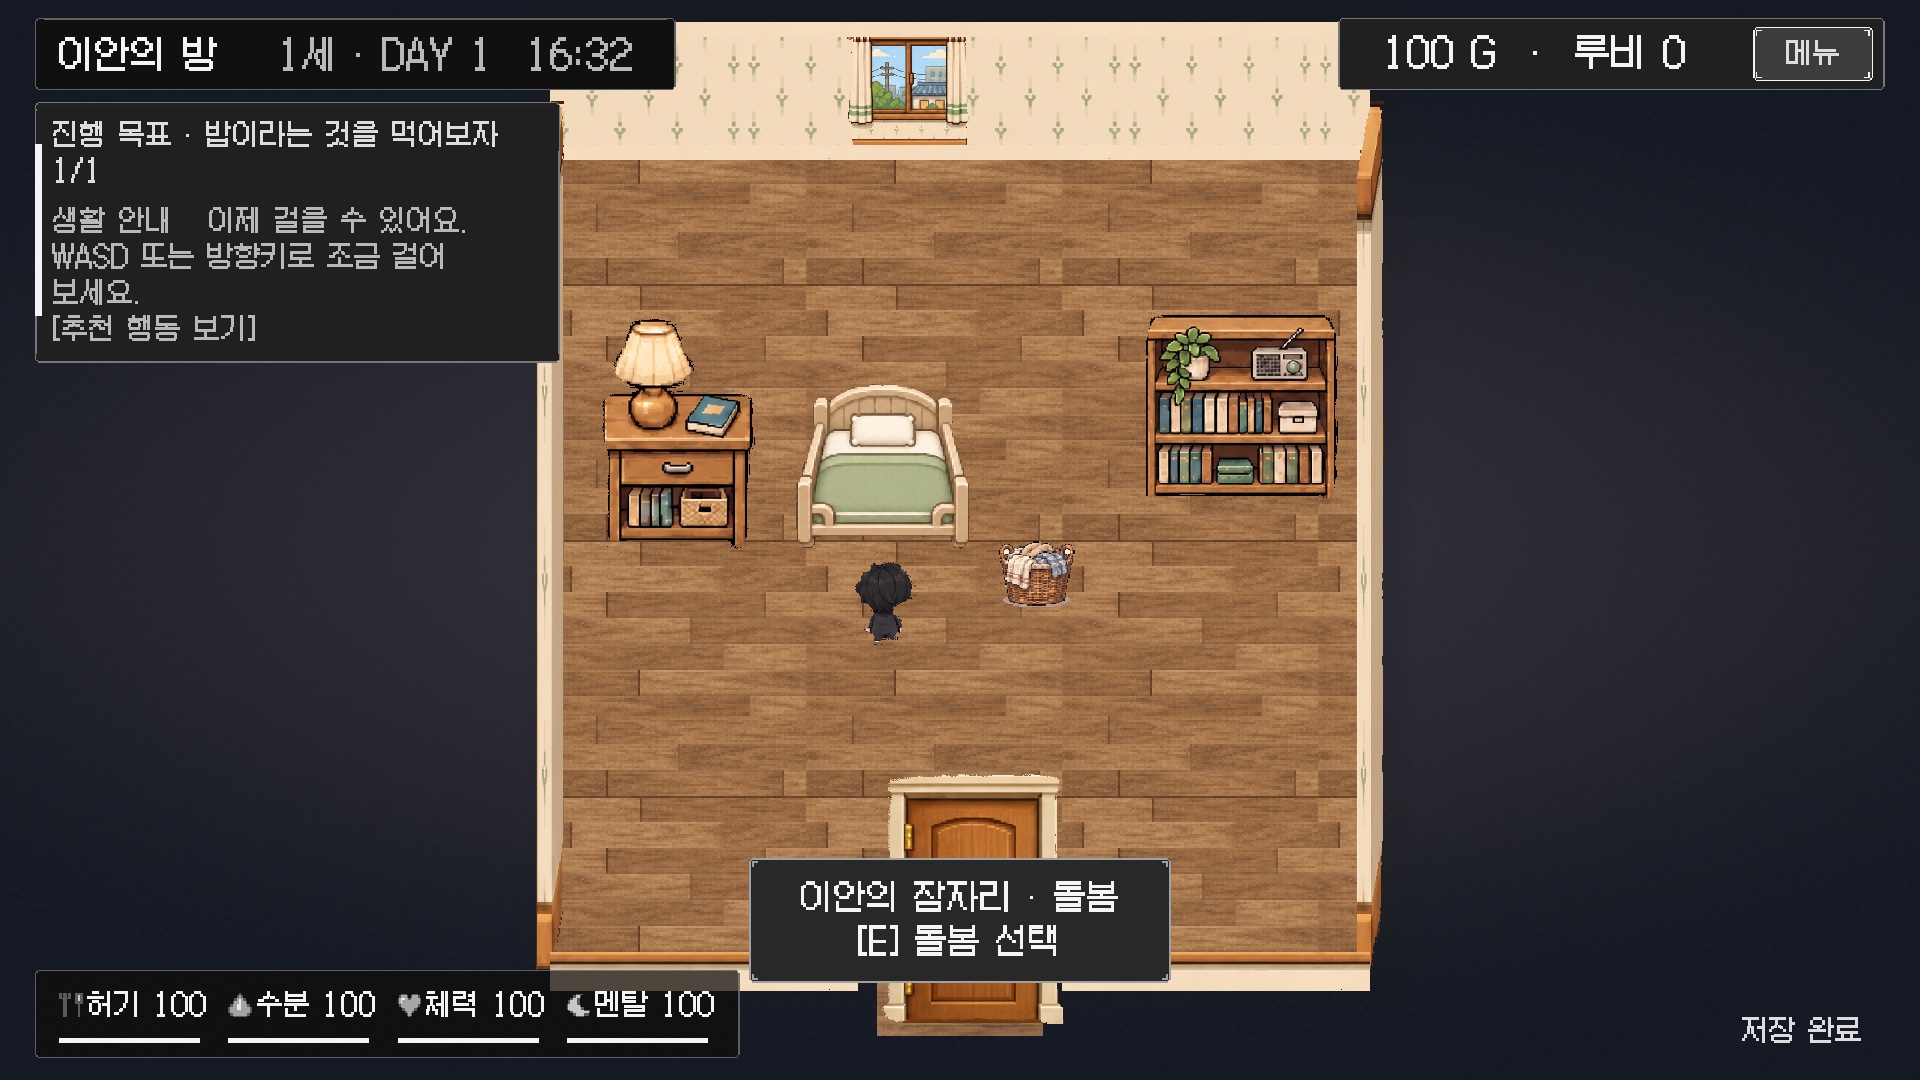 이안의 방 1세 · DAY 1 16:32
100 G · 루비 0 메뉴
진행 목표 · 밥이라는 것을 먹어보자
1/1
생활 안내 이제 걸을 수 있어요.
WASD 또는 방향키로 조금 걸어
보세요.
[추천 행동 보기]
이안의 잠자리 · 돌봄
[E] 돌봄 선택
허기 100 수분 100 체력 100 멘탈 100
저장 완료